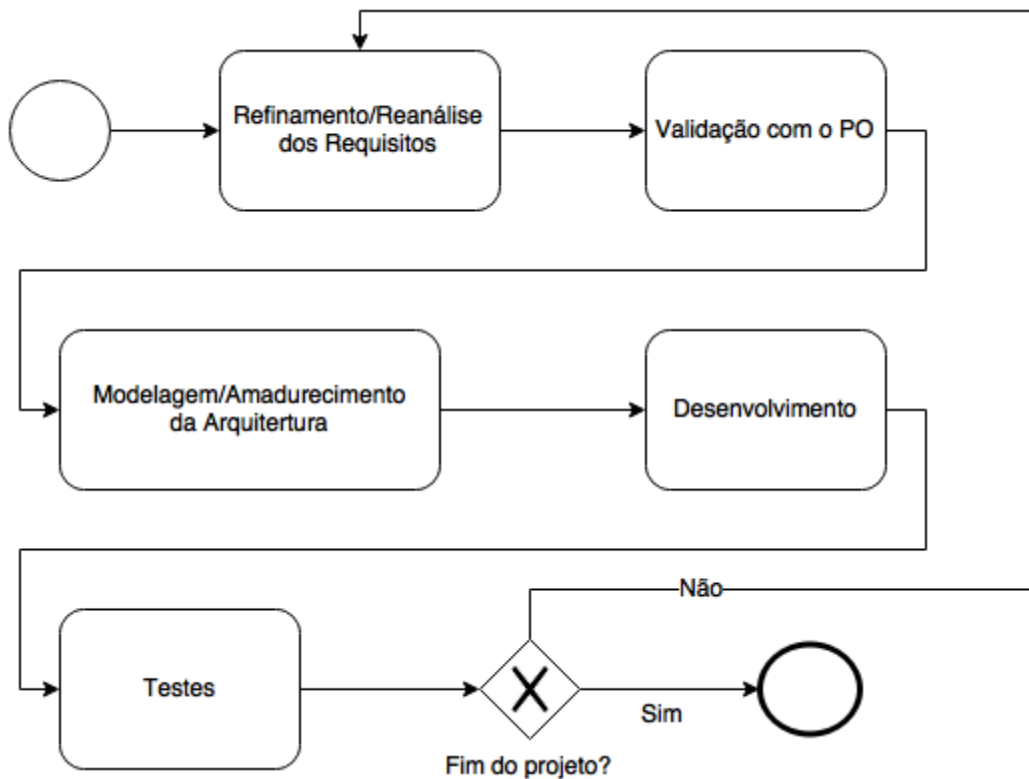 Refinamento/Reanálise
dos Requisitos
Validação com o PO
Modelagem/Amadurecimento
da Arquitertura
Desenvolvimento
Não
Testes
Sim
Fim do projeto?